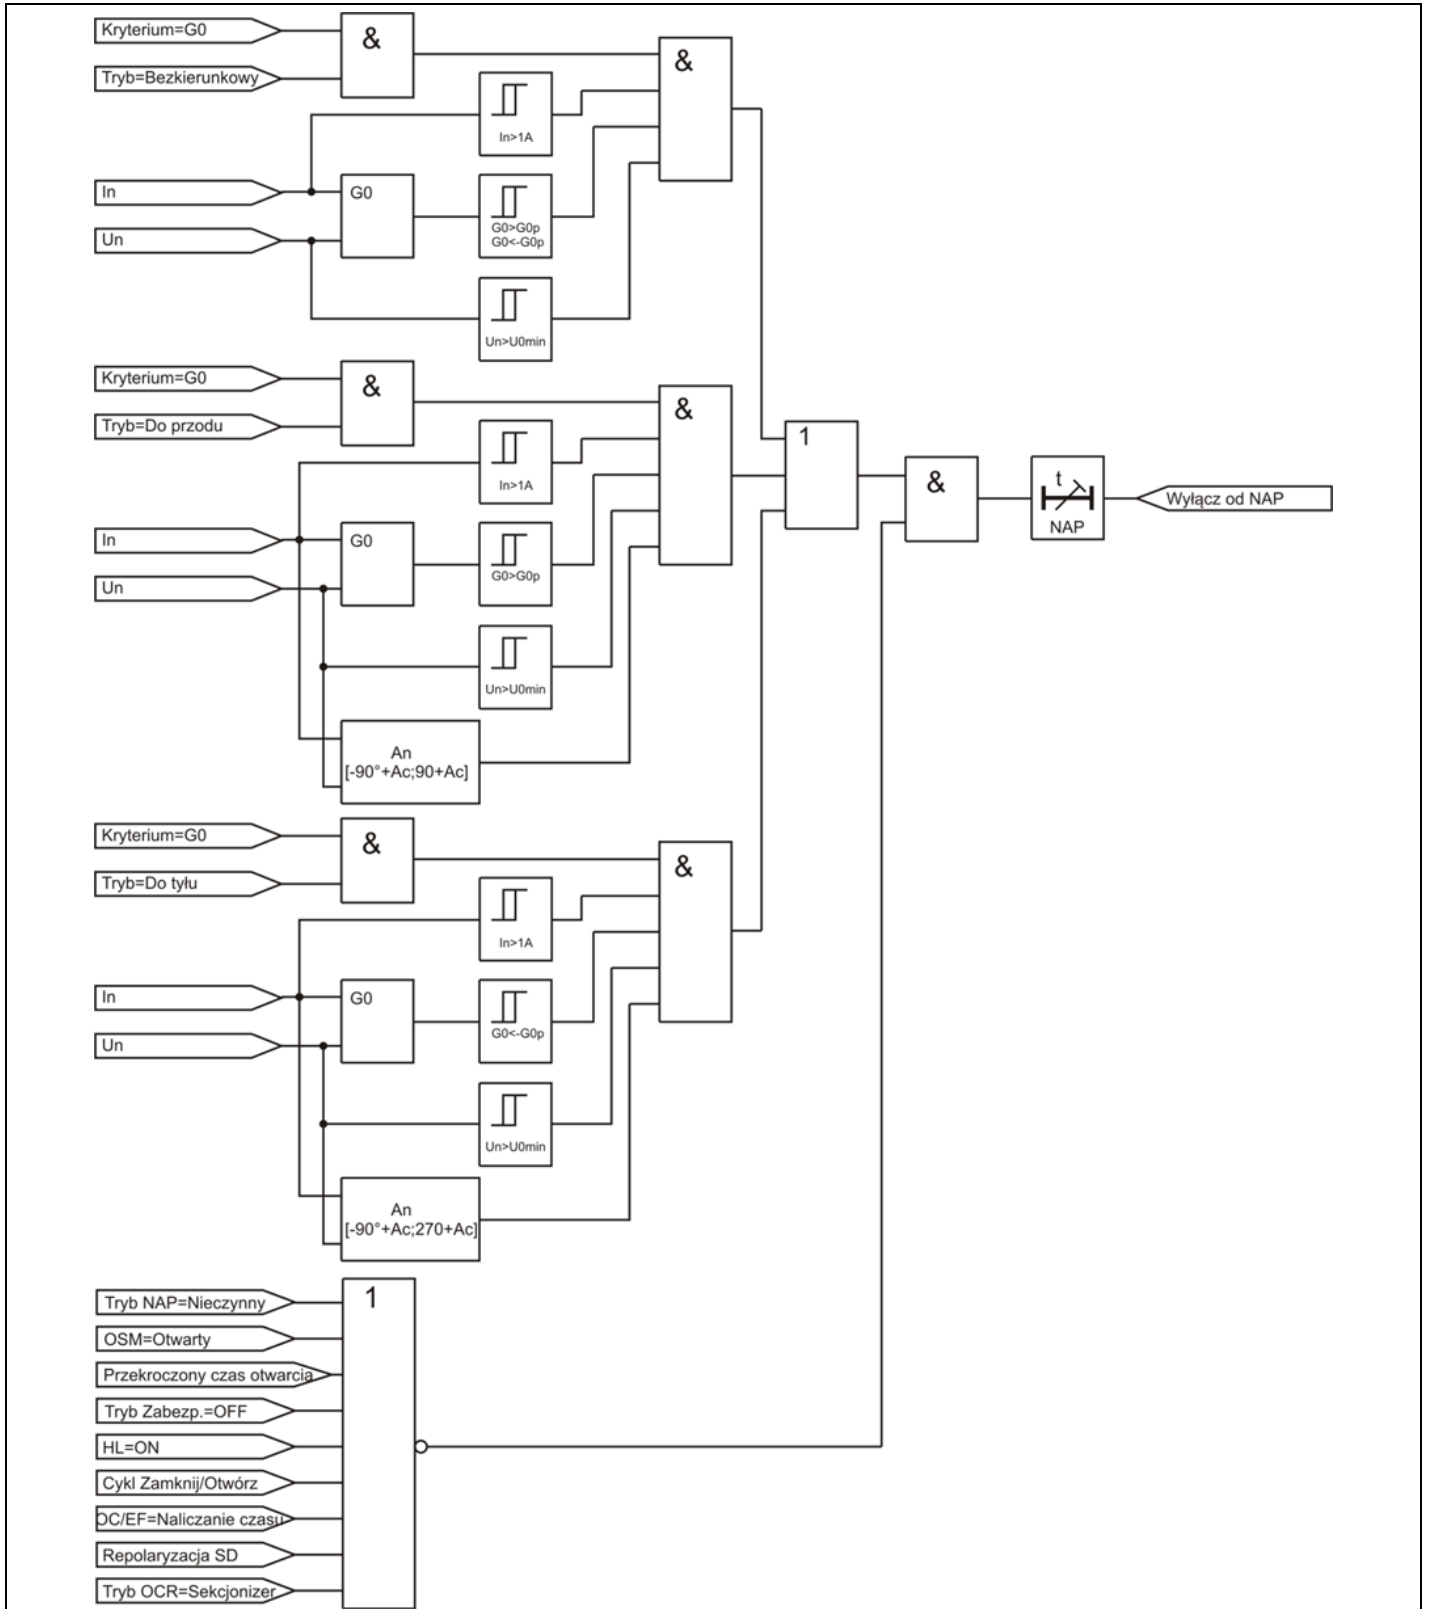 Kryterium=G0
&
&
Tryb=Bezkierunkowy
In>1A
In
G0
G0>G0p
G0<-G0p
Un
Un>U0min
Kryterium=G0
&
&
Tryb=Do przodu
1
In>1A
&
t
Wyłącz od NAP
NAP
In
G0
G0>G0p
Un
Un>U0min
An
[-90°+Ac;90+Ac]
Kryterium=G0
&
&
Tryb=Do tyłu
In>1A
In
G0
G0<-G0p
Un
Un>U0min
An
[-90°+Ac;270+Ac]
Tryb NAP=Nieczynny
1
OSM=Otwarty
Przekroczony czas otwarcia
Tryb Zabezp.=OFF
HL=ON
Cykl Zamknij/Otwórz
OC/EF=Naliczanie czasu
Repolaryzacja SD
Tryb OCR=Sekcjonizer